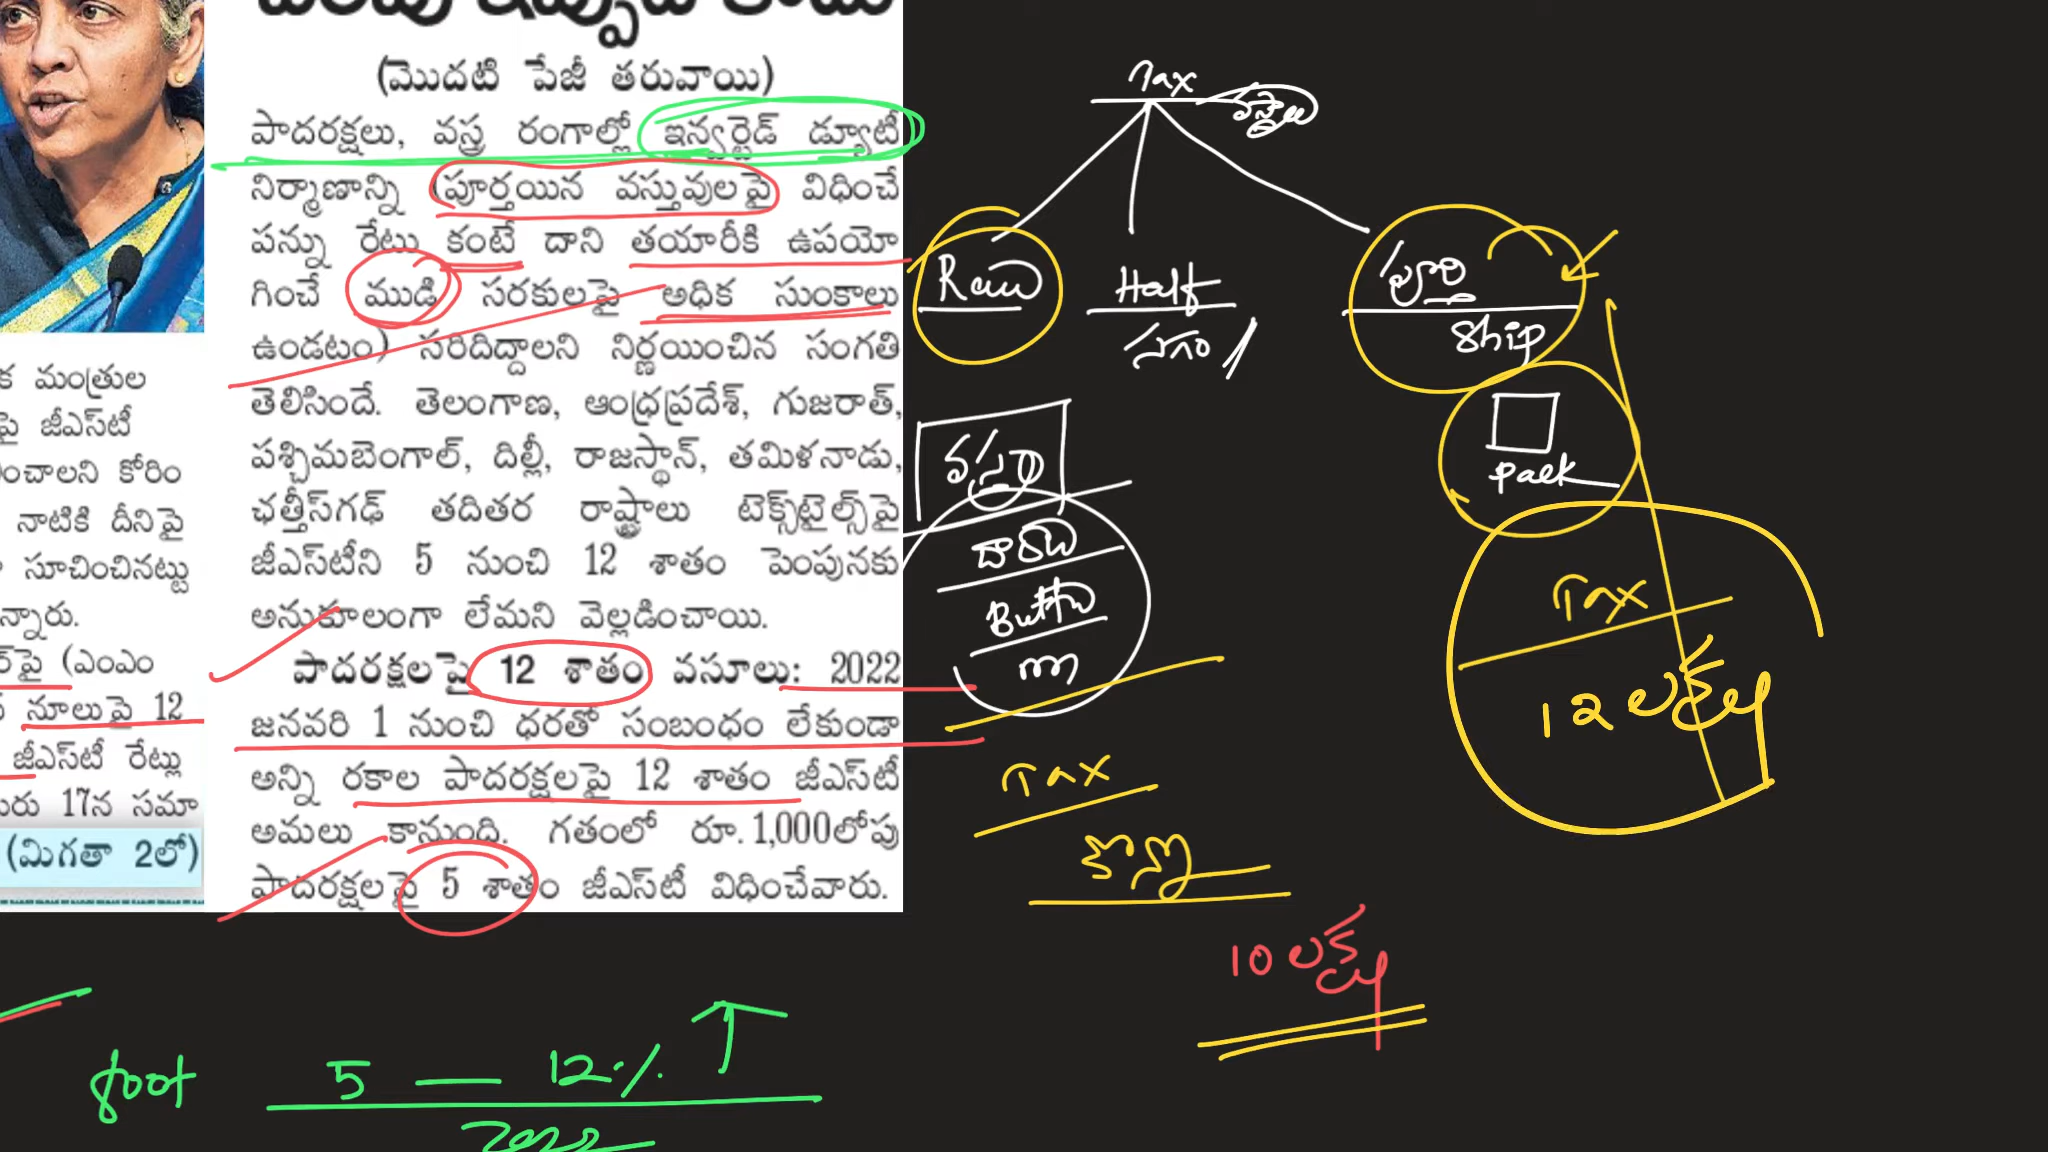 (మొదటి పేజీ తరువాయి)
పాదరక్షలు, వస్త్ర రంగాల్లో ఇన్వర్టెడ్ డ్యూటీ
నిర్మాణాన్ని (పూర్తయిన వస్తువులపై విధించే
పన్ను రేటు కంటే దాని తయారీకి ఉపయో
గించే ముడి సరకులపై అధిక సుంకాలు
ఉండటం) సరిదిద్దాలని నిర్ణయించిన సంగతి
తెలిసిందే. తెలంగాణ, ఆంధ్రప్రదేశ్, గుజరాత్,
పశ్చిమబెంగాల్, దిల్లీ, రాజస్థాన్, తమిళనాడు,
ఛత్తీస్‌గఢ్ తదితర రాష్ట్రాలు టెక్స్‌టైల్స్‌పై
జీఎస్‌టీని 5 నుంచి 12 శాతం పెంపునకు
అనుకూలంగా లేమని వెల్లడించాయి.
పాదరక్షలపై 12 శాతం వసూలు: 2022
జనవరి 1 నుంచి ధరతో సంబంధం లేకుండా
అన్ని రకాల పాదరక్షలపై 12 శాతం జీఎస్‌టీ
అమలు కానుంది. గతంలో రూ.1,000లోపు
పాదరక్షలపై 5 శాతం జీఎస్‌టీ విధించేవారు.
క మంత్రుల
పై జీఎస్‌టీ
ంచాలని కోరిం
నాటికి దీనిపై
సూచించినట్టు
న్నారు.
ర్‌పై (ఎంఎం
నూలుపై 12
జీఎస్‌టీ రేట్లు
బరు 17న సమా
(మిగతా 2లో)
Tax
Raw
Half
సగం
పూర్తి
Ship
pack
వస్త్రం
దారం
Button
Tax
10 లక్ష
Tax
12 లక్ష
foot 5 — 12%